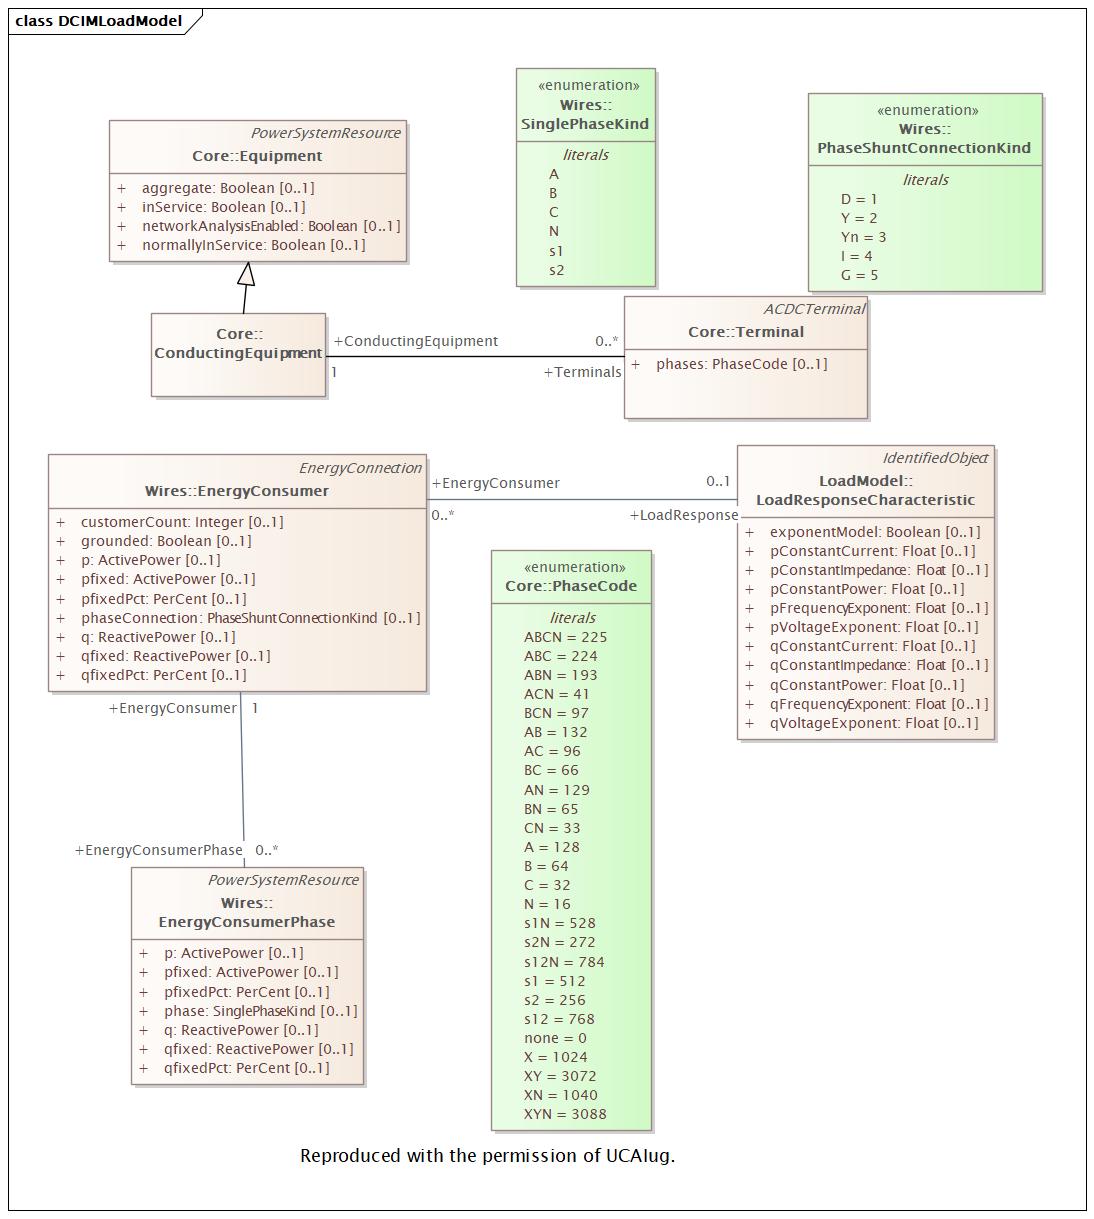 class DCIMLoadModel
PowerSystemResource
Core::Equipment
+ aggregate: Boolean [0..1]
+ inService: Boolean [0..1]
+ networkAnalysisEnabled: Boolean [0..1]
+ normallyInService: Boolean [0..1]
«enumeration»
Wires::
SinglePhaseKind
literals
A
B
C
N
s1
s2
«enumeration»
Wires::
PhaseShuntConnectionKind
literals
D = 1
Y = 2
Yn = 3
I = 4
G = 5
Core::
ConductingEquipment
+ConductingEquipment
1
0..*
+Terminals
ACDCTerminal
Core::Terminal
+ phases: PhaseCode [0..1]
EnergyConnection
Wires::EnergyConsumer
+ customerCount: Integer [0..1]
+ grounded: Boolean [0..1]
+ p: ActivePower [0..1]
+ pfixed: ActivePower [0..1]
+ pfixedPct: PerCent [0..1]
+ phaseConnection: PhaseShuntConnectionKind [0..1]
+ q: ReactivePower [0..1]
+ qfixed: ReactivePower [0..1]
+ qfixedPct: PerCent [0..1]
+EnergyConsumer
0..*
0..1
+LoadResponse
IdentifiedObject
LoadModel::
LoadResponseCharacteristic
+ exponentModel: Boolean [0..1]
+ pConstantCurrent: Float [0..1]
+ pConstantImpedance: Float [0..1]
+ pConstantPower: Float [0..1]
+ pFrequencyExponent: Float [0..1]
+ pVoltageExponent: Float [0..1]
+ qConstantCurrent: Float [0..1]
+ qConstantImpedance: Float [0..1]
+ qConstantPower: Float [0..1]
+ qFrequencyExponent: Float [0..1]
+ qVoltageExponent: Float [0..1]
«enumeration»
Core::PhaseCode
literals
ABCN = 225
ABC = 224
ABN = 193
ACN = 41
BCN = 97
AB = 132
AC = 96
BC = 66
AN = 129
BN = 65
CN = 33
A = 128
B = 64
C = 32
N = 16
s1N = 528
s2N = 272
s12N = 784
s1 = 512
s2 = 256
s12 = 768
none = 0
X = 1024
XY = 3072
XN = 1040
XYN = 3088
+EnergyConsumer 1
+EnergyConsumerPhase 0..*
PowerSystemResource
Wires::
EnergyConsumerPhase
+ p: ActivePower [0..1]
+ pfixed: ActivePower [0..1]
+ pfixedPct: PerCent [0..1]
+ phase: SinglePhaseKind [0..1]
+ q: ReactivePower [0..1]
+ qfixed: ReactivePower [0..1]
+ qfixedPct: PerCent [0..1]
Reproduced with the permission of UCAIug.